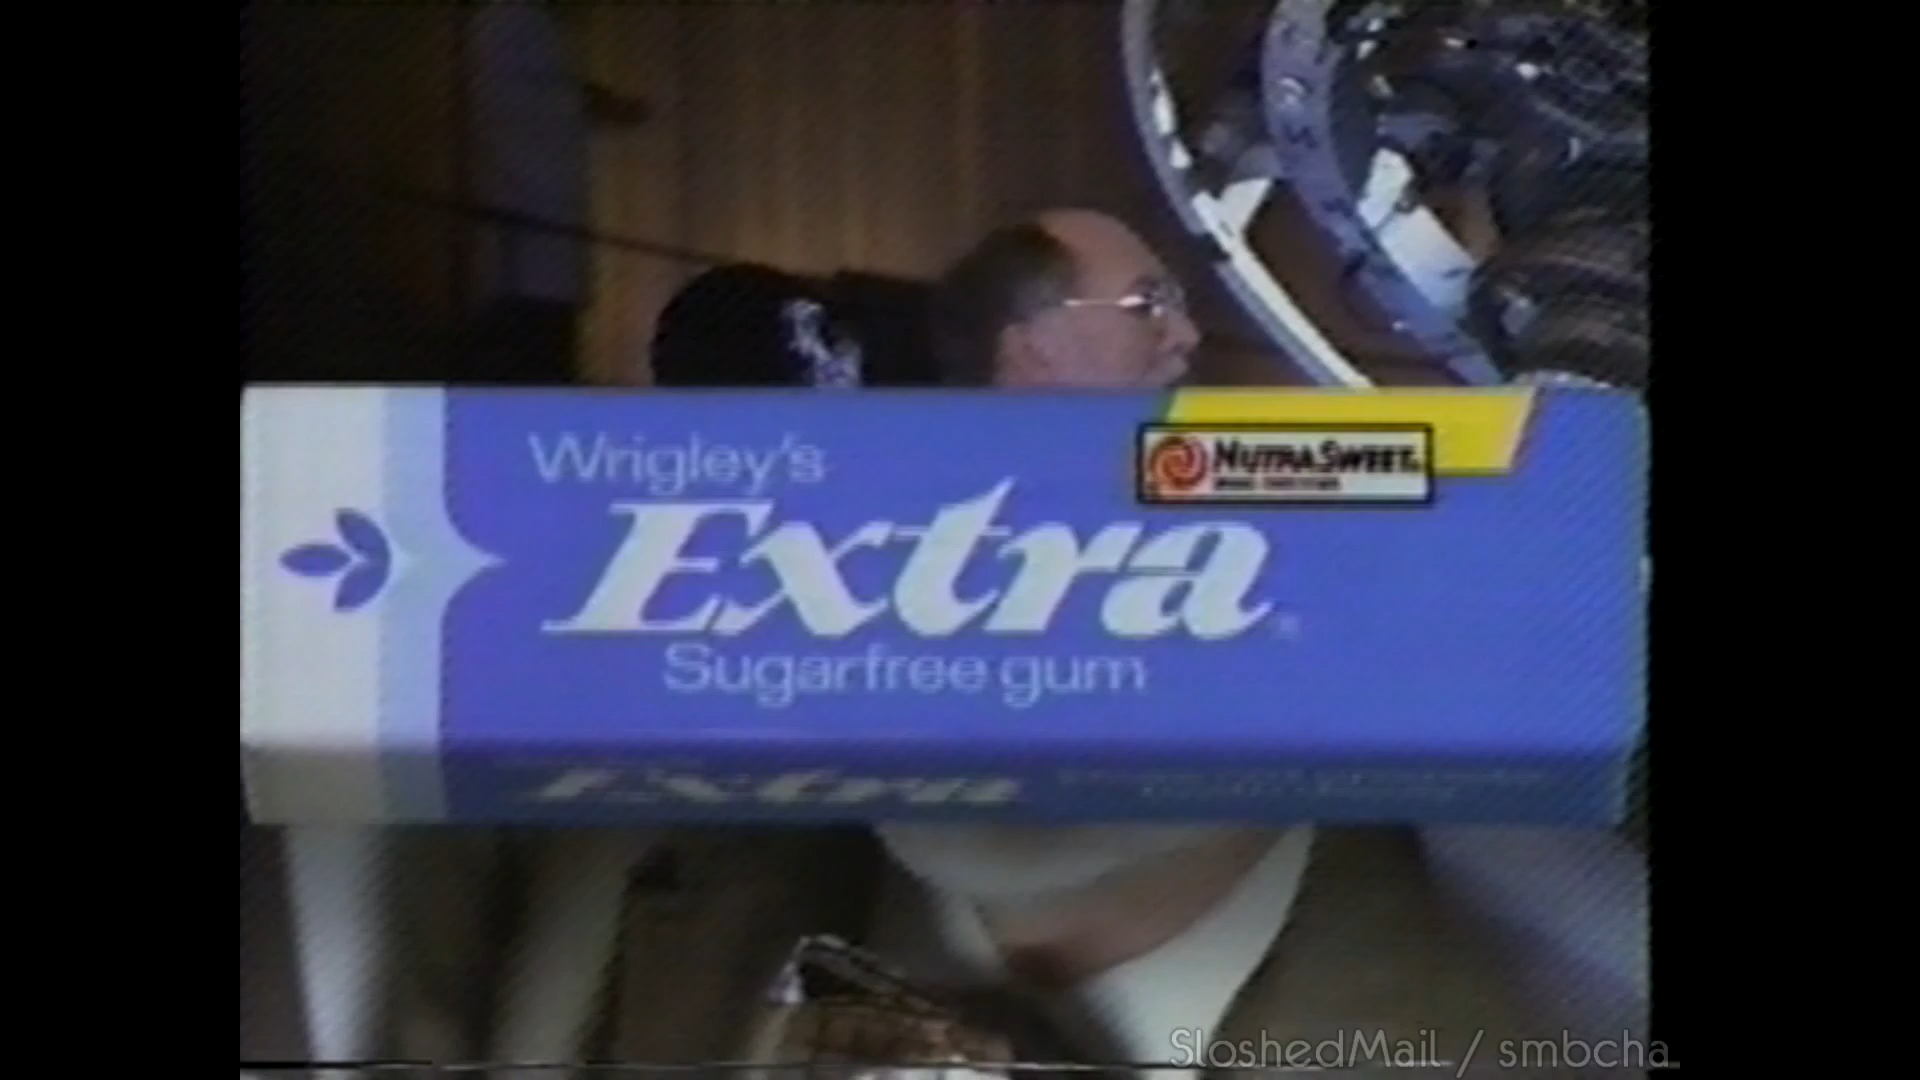 Wrigley's
NUTRASWEET
Extra
Sugarfree gum
Extra
SloshedMail / smbcha